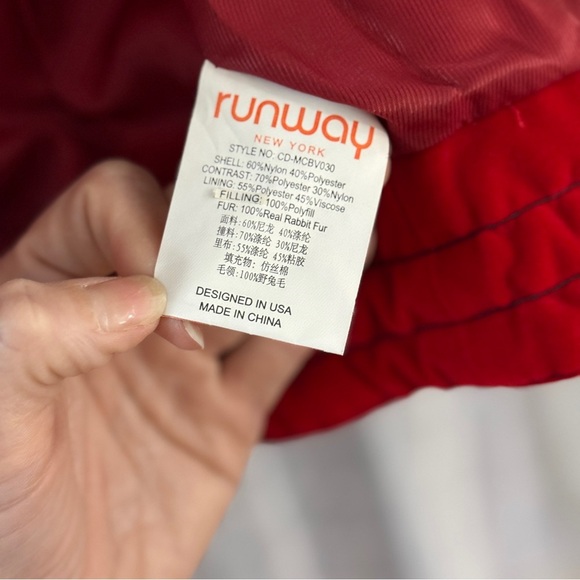 runway
NEW YORK
STYLE NO: CD-MCBV030
SHELL: 60%Nylon 40%Polyester
CONTRAST: 70%Polyester 30%Nylon
LINING: 55%Polyester 45%Viscose
FILLING: 100%Polyfill
FUR: 100%Real Rabbit Fur
面料:60%尼龙 40%涤纶
撞料:70%涤纶 30%尼龙
里布:55%涤纶 45%粘胶
填充物: 仿丝棉
毛领:100%野兔毛
DESIGNED IN USA
MADE IN CHINA